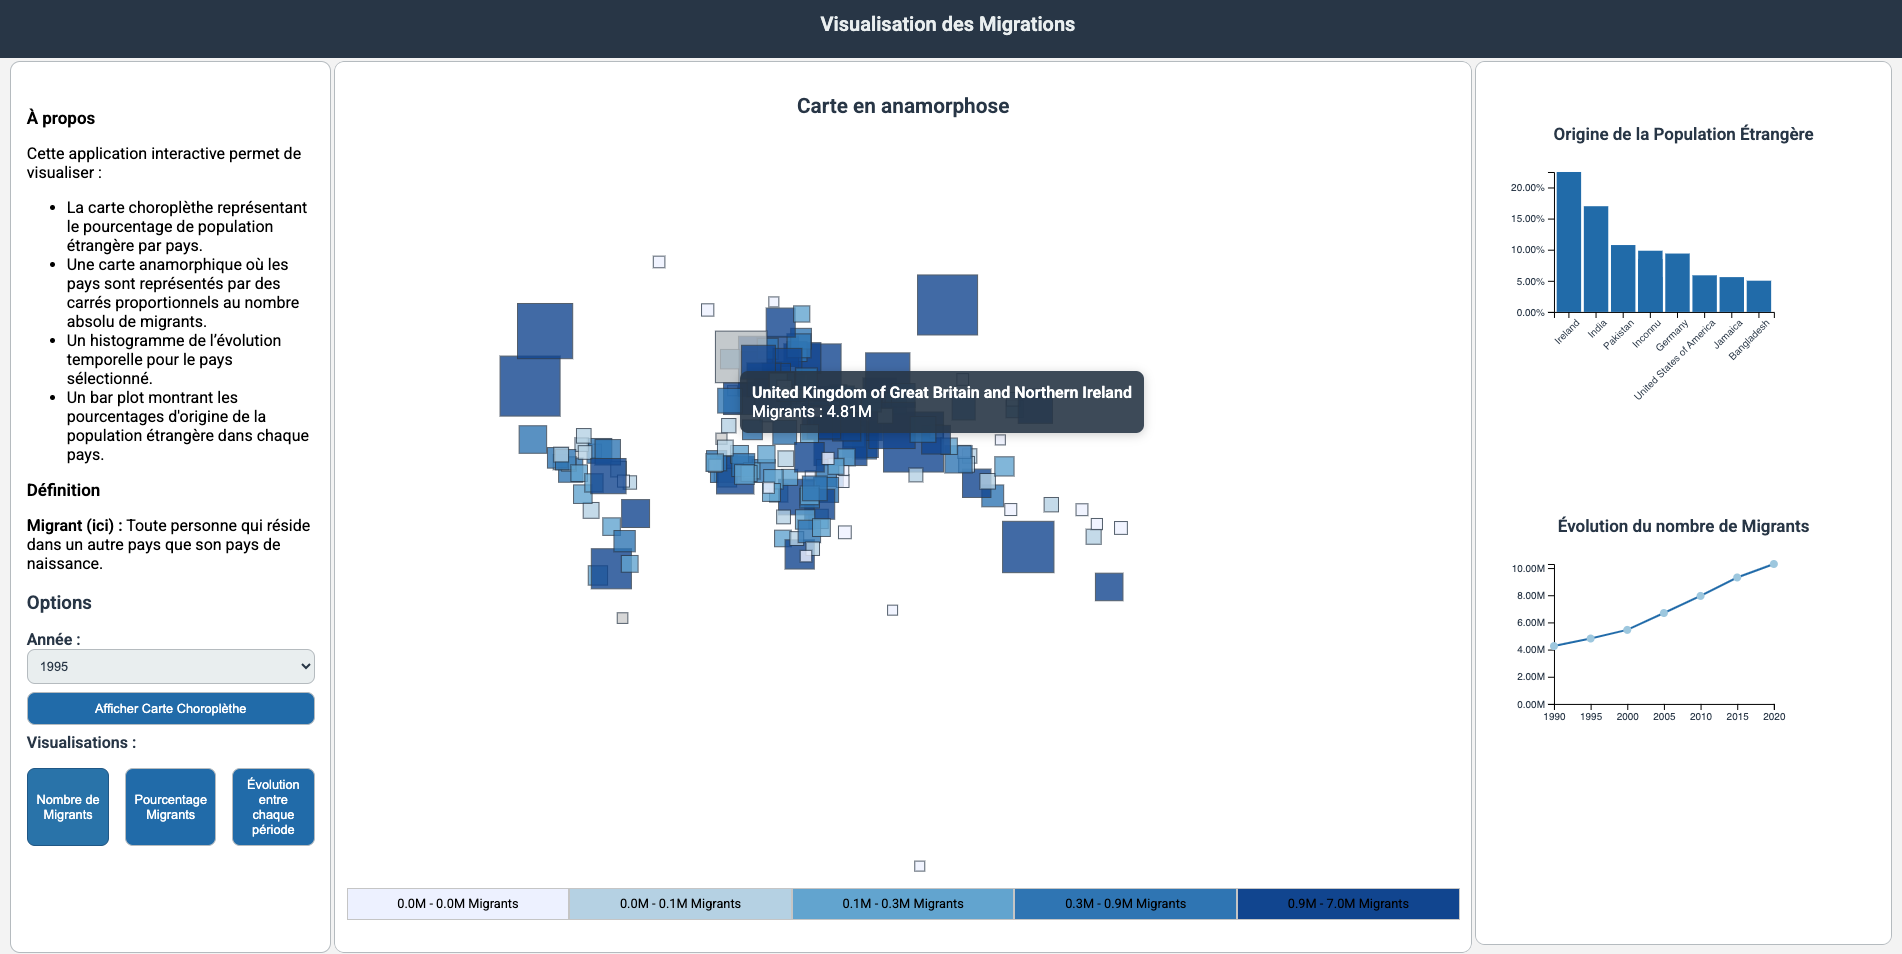 Visualisation des Migrations
À propos
Cette application interactive permet de
visualiser :
La carte choroplèthe représentant
le pourcentage de population
étrangère par pays.
Une carte anamorphique où les
pays sont représentés par des
carrés proportionnels au nombre
absolu de migrants.
Un histogramme de l'évolution
temporelle pour le pays
sélectionné.
Un bar plot montrant les
pourcentages d'origine de la
population étrangère dans chaque
pays.
Définition
Migrant (ici) : Toute personne qui réside
dans un autre pays que son pays de
naissance.
Options
Année :
1995
Afficher Carte Choroplèthe
Visualisations :
Nombre de
Migrants
Pourcentage
Migrants
Évolution
entre
chaque
période
Carte en anamorphose
United Kingdom of Great Britain and Northern Ireland
Migrants : 4.81M
0.0M - 0.0M Migrants
0.0M - 0.1M Migrants
0.1M - 0.3M Migrants
0.3M - 0.9M Migrants
0.9M - 7.0M Migrants
Origine de la Population Étrangère
20.00%
15.00%
10.00%
5.00%
0.00%
Ireland
India
Pakistan
Inconnu
Germany
United States of America
Jamaica
Bangladesh
Évolution du nombre de Migrants
10.00M
8.00M
6.00M
4.00M
2.00M
0.00M
1990 1995 2000 2005 2010 2015 2020